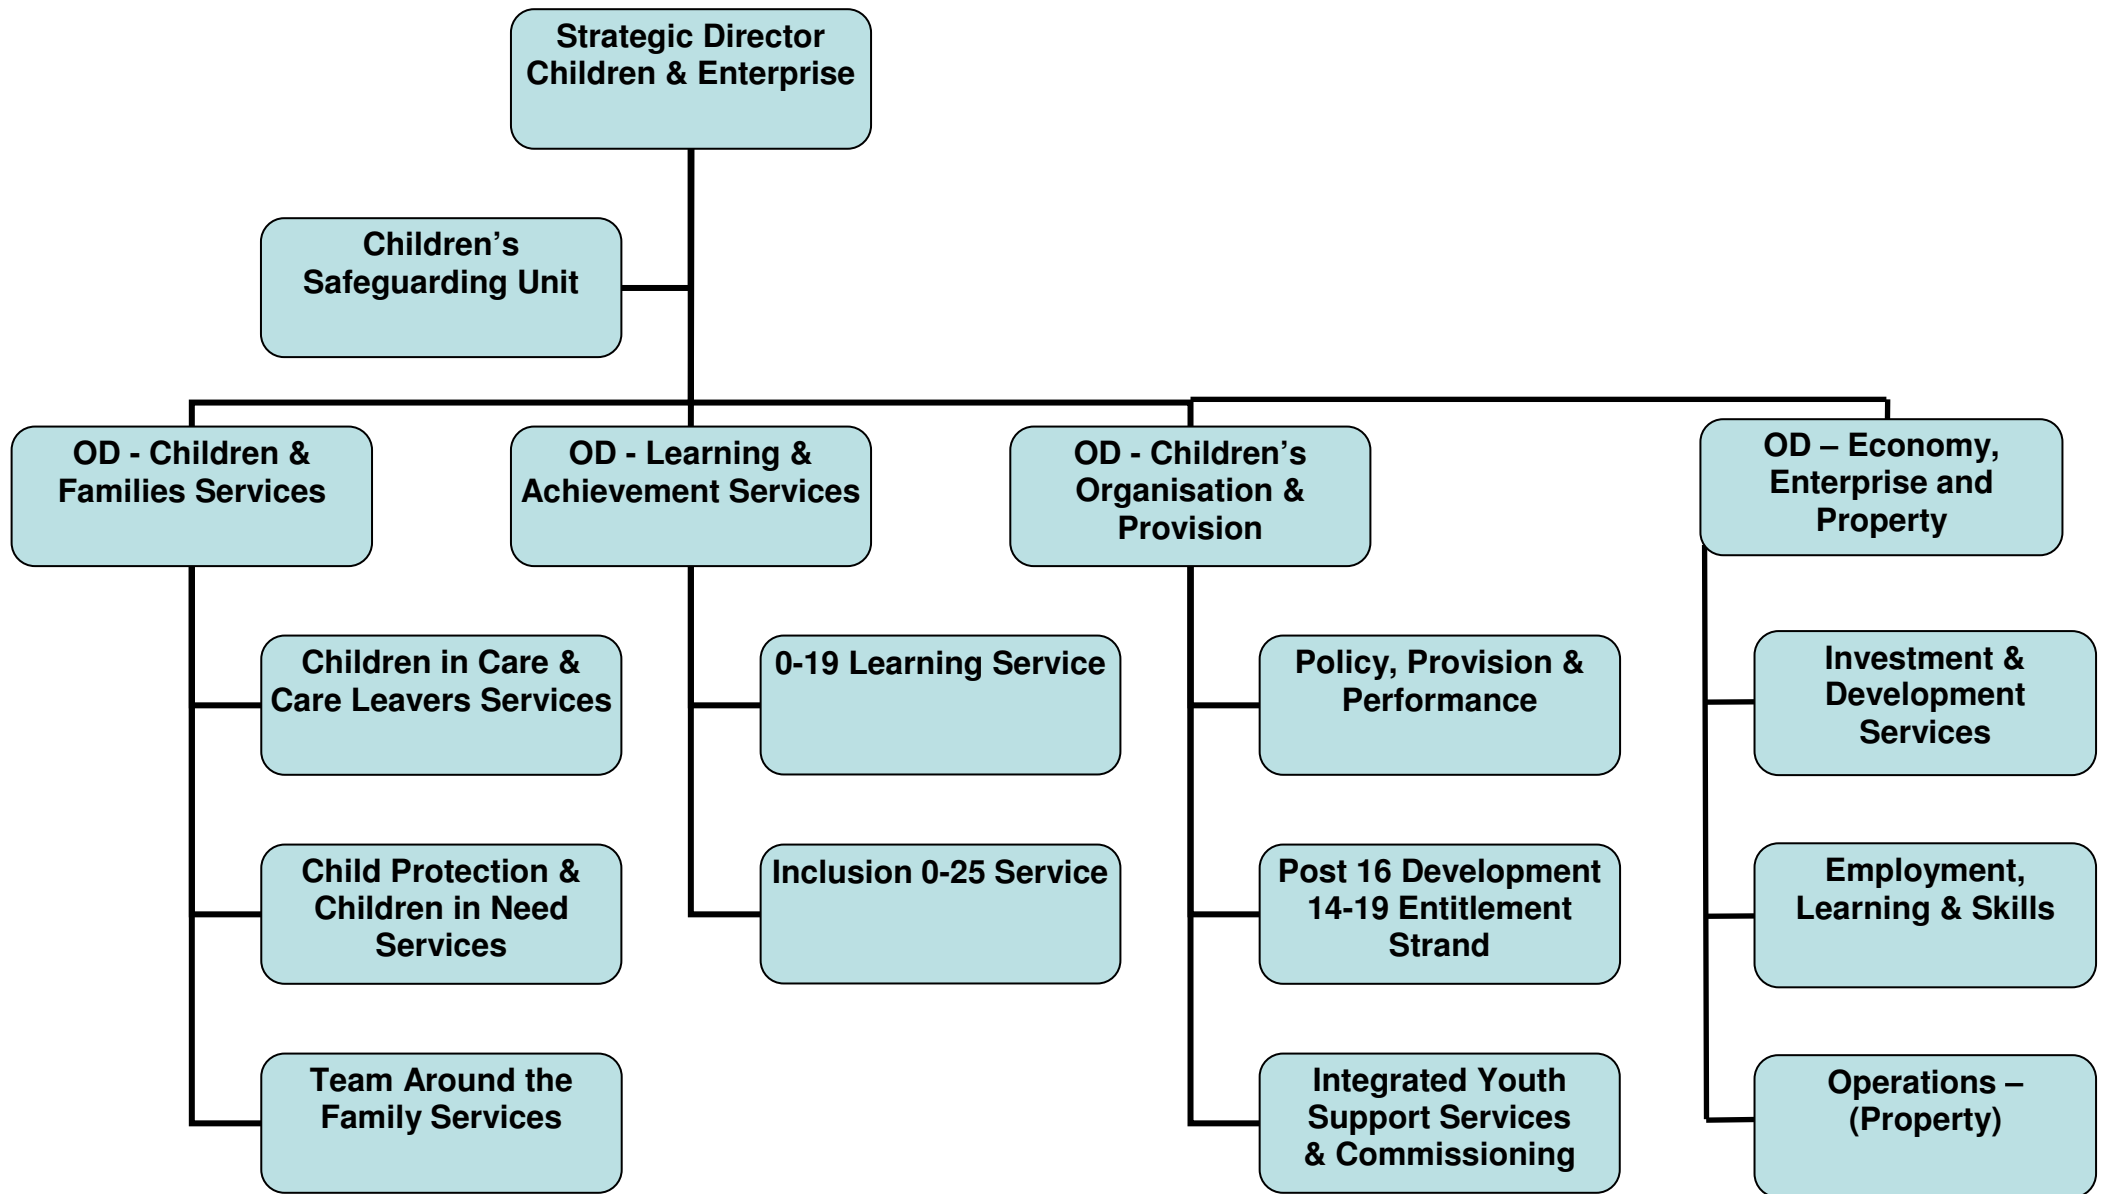 Strategic Director
Children & Enterprise
Children’s
Safeguarding Unit
OD - Children &
Families Services
OD - Learning &
Achievement Services
OD - Children’s
Organisation &
Provision
OD – Economy,
Enterprise and
Property
Children in Care &
Care Leavers Services
0-19 Learning Service
Policy, Provision &
Performance
Investment &
Development
Services
Child Protection &
Children in Need
Services
Inclusion 0-25 Service
Post 16 Development
14-19 Entitlement
Strand
Employment,
Learning & Skills
Team Around the
Family Services
Integrated Youth
Support Services
& Commissioning
Operations –
(Property)